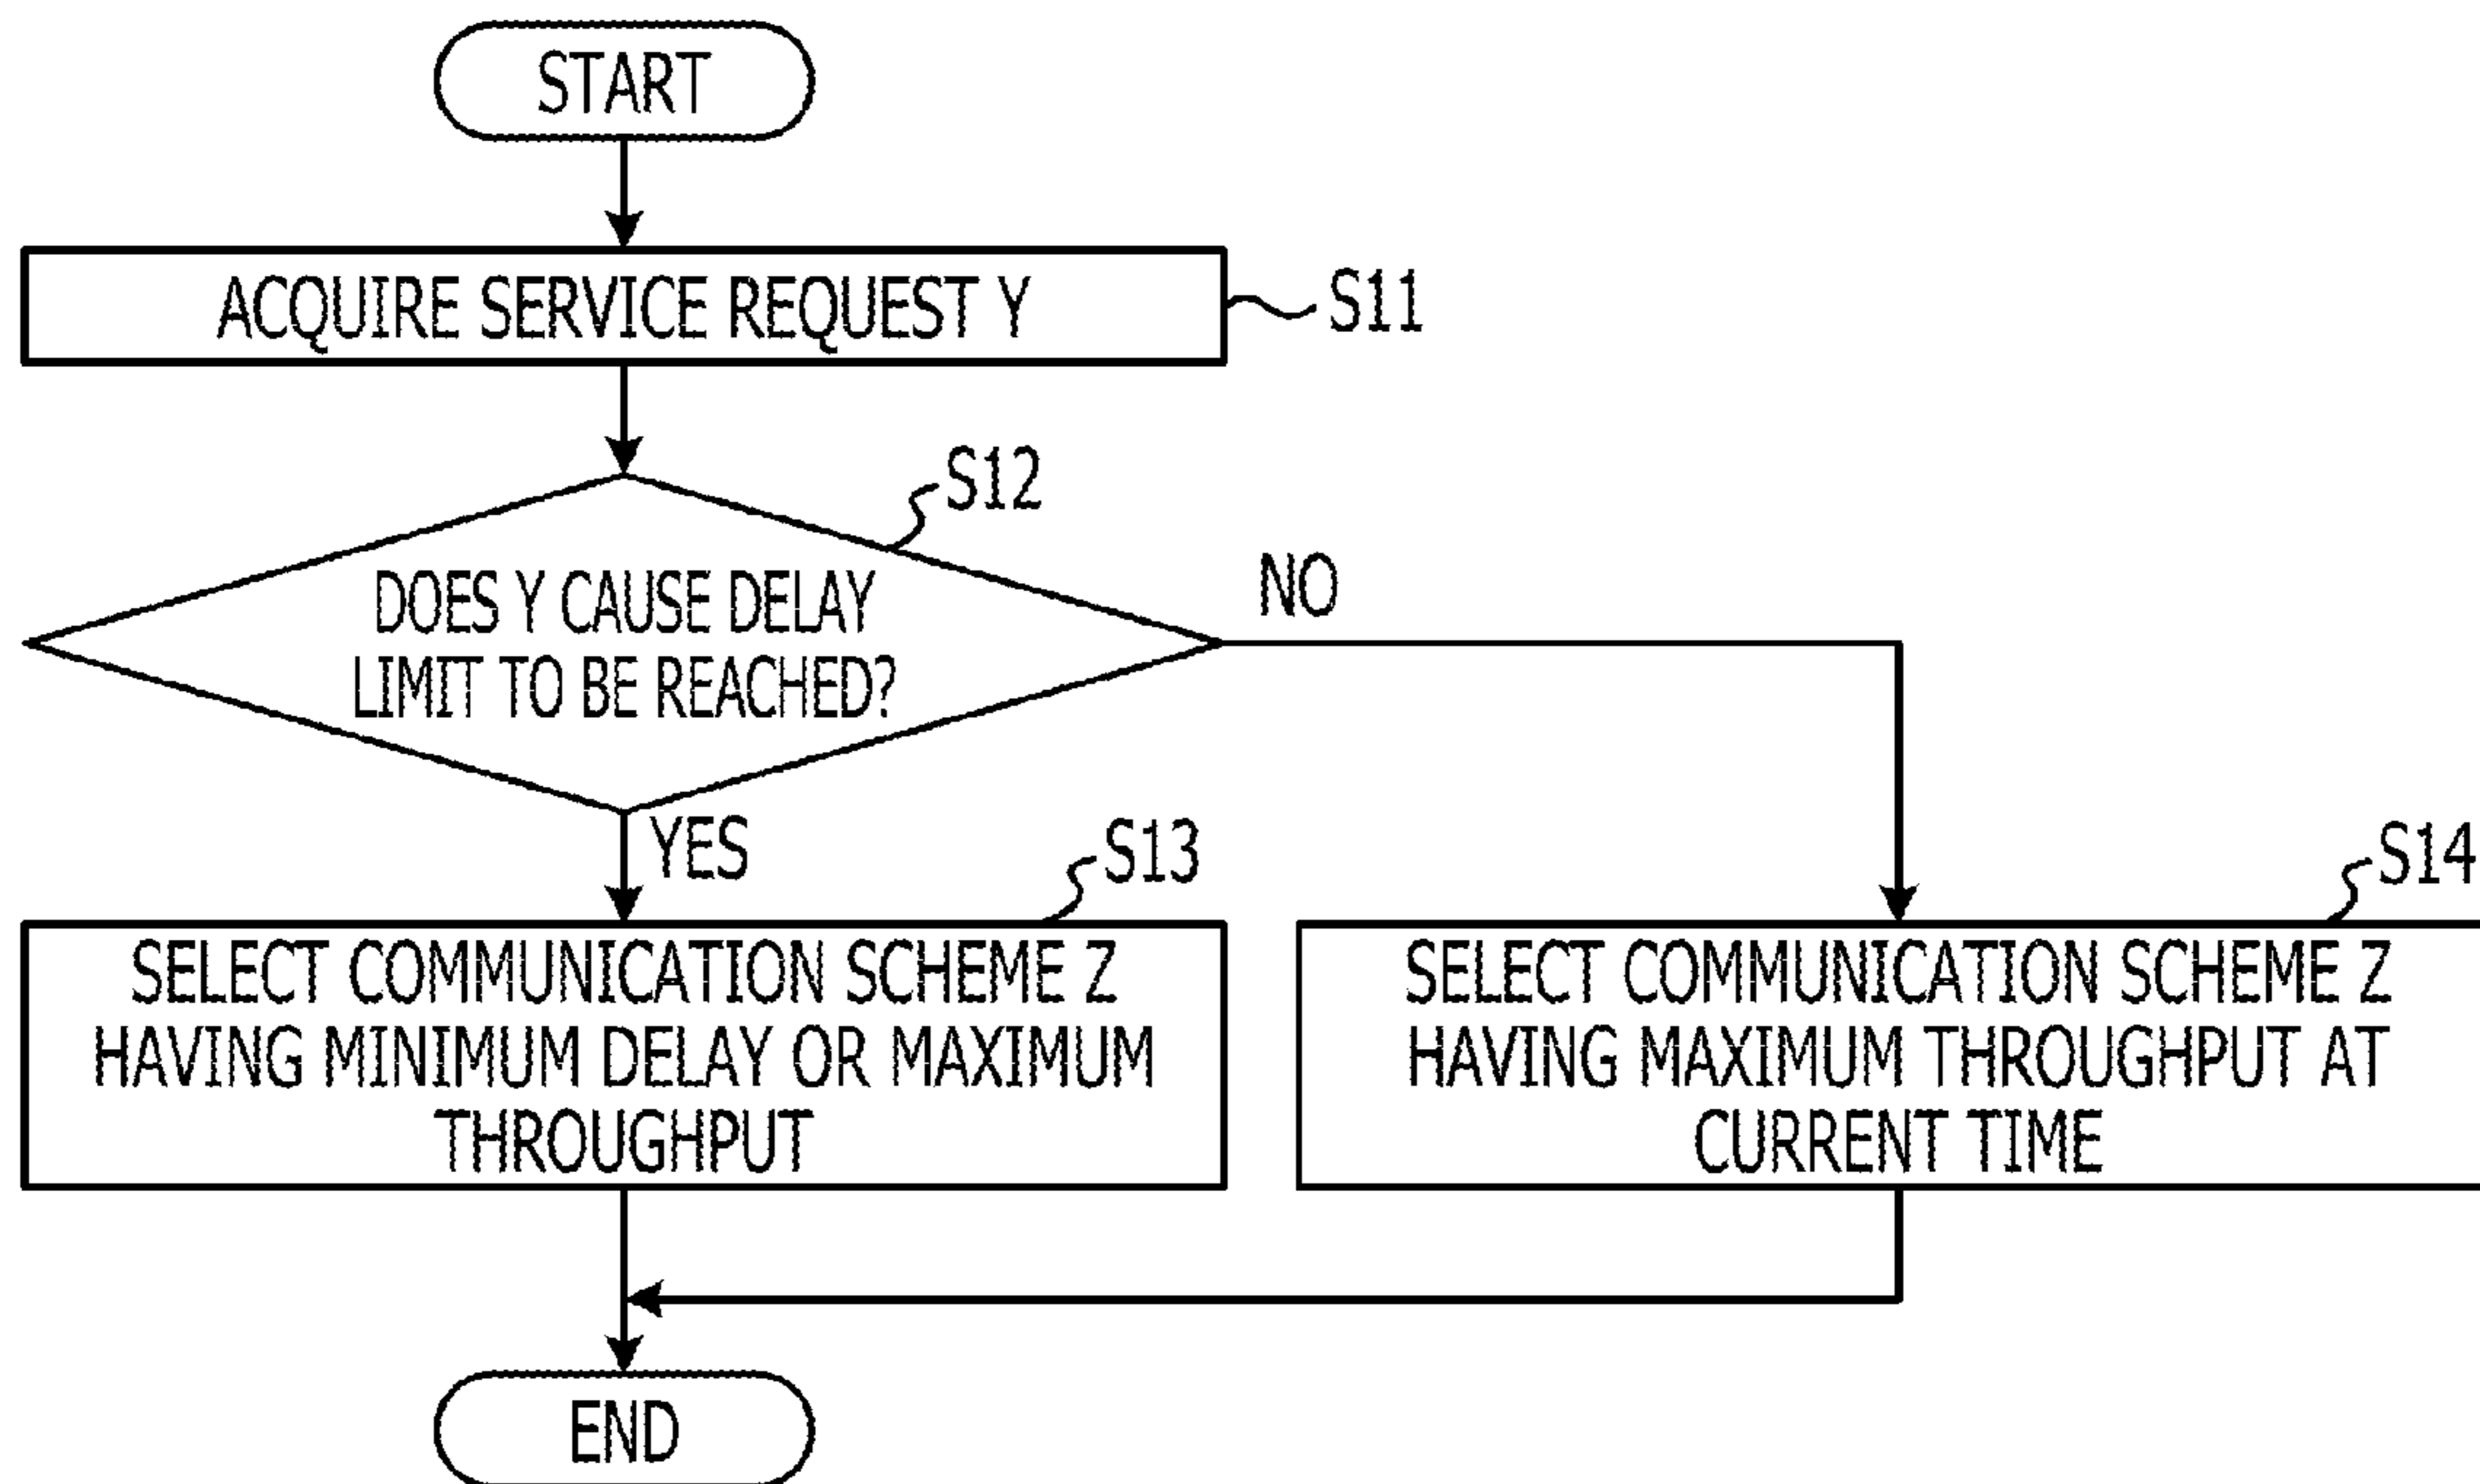 START
ACQUIRE SERVICE REQUEST Y
S11
S12
DOES Y CAUSE DELAY
LIMIT TO BE REACHED?
NO
YES
S13
SELECT COMMUNICATION SCHEME Z
HAVING MINIMUM DELAY OR MAXIMUM
THROUGHPUT
S14
SELECT COMMUNICATION SCHEME Z
HAVING MAXIMUM THROUGHPUT AT
CURRENT TIME
END